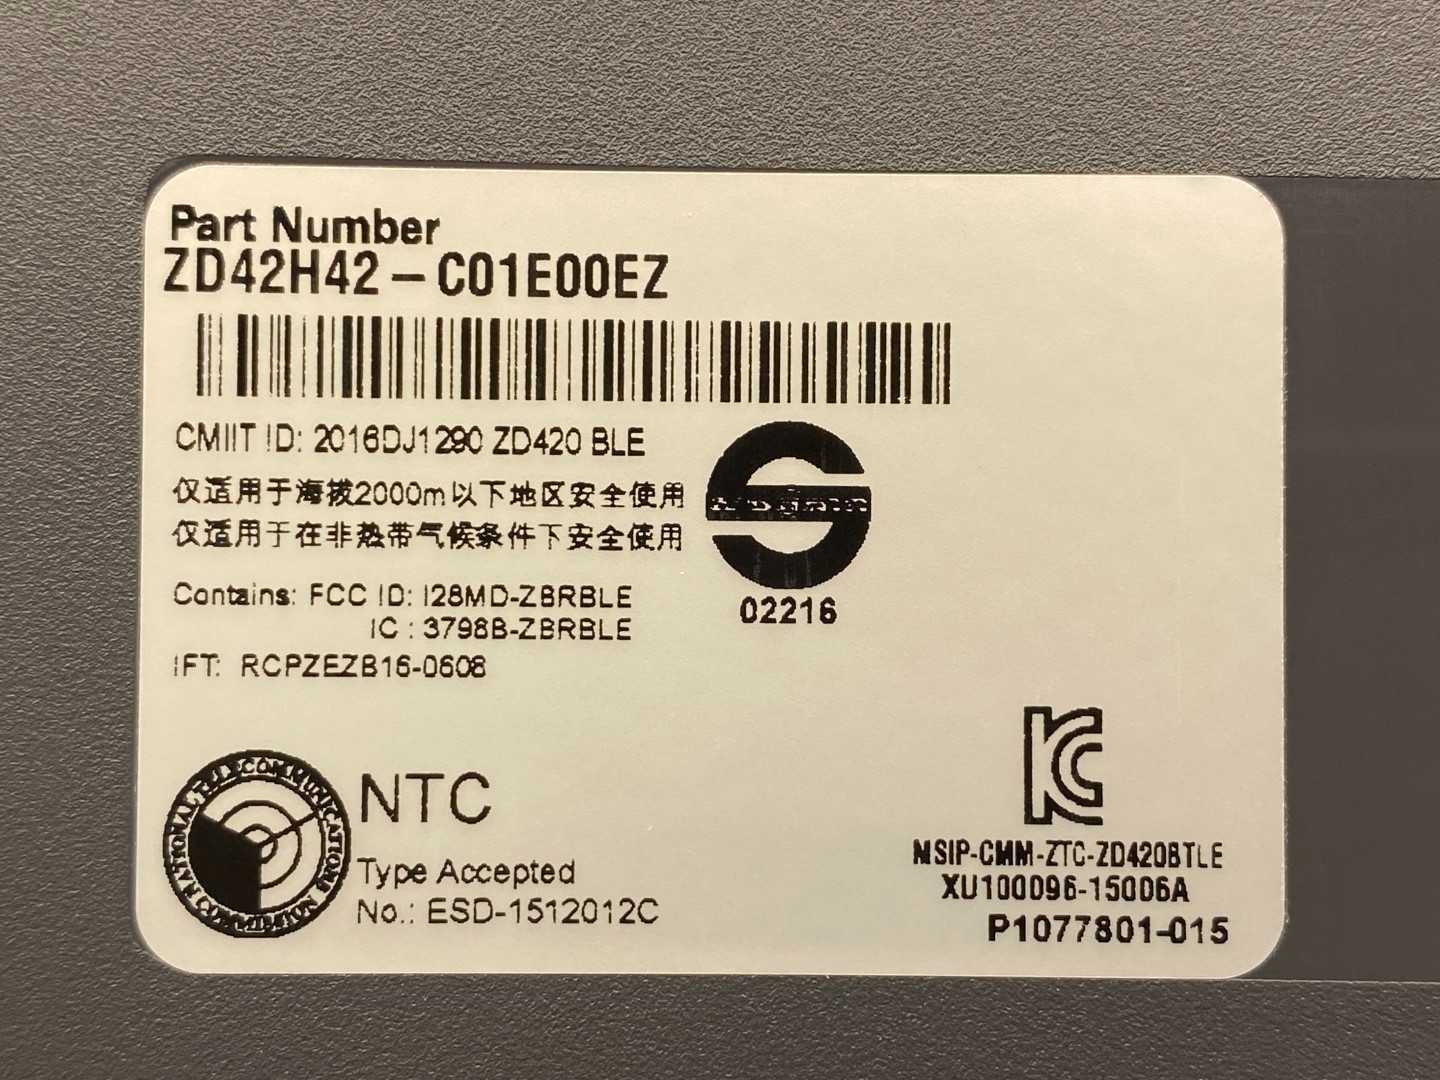 Part Number
ZD42H42-C01E00EZ
CMIIT ID: 2016DJ1290 ZD420 BLE
仅适用于海拔2000m以下地区安全使用
仅适用于在非热带气候条件下安全使用
Contains: FCC ID: I28MD-ZBRBLE
IC : 3798B-ZBRBLE
IFT: RCPZEZB16-0608
02216
NATIONAL TELECOMMUNICATIONS COMMISSION
NTC
Type Accepted
No.: ESD-1512012C
KC
MSIP-CMM-ZTC-ZD420BTLE
XU100096-15006A
P1077801-015